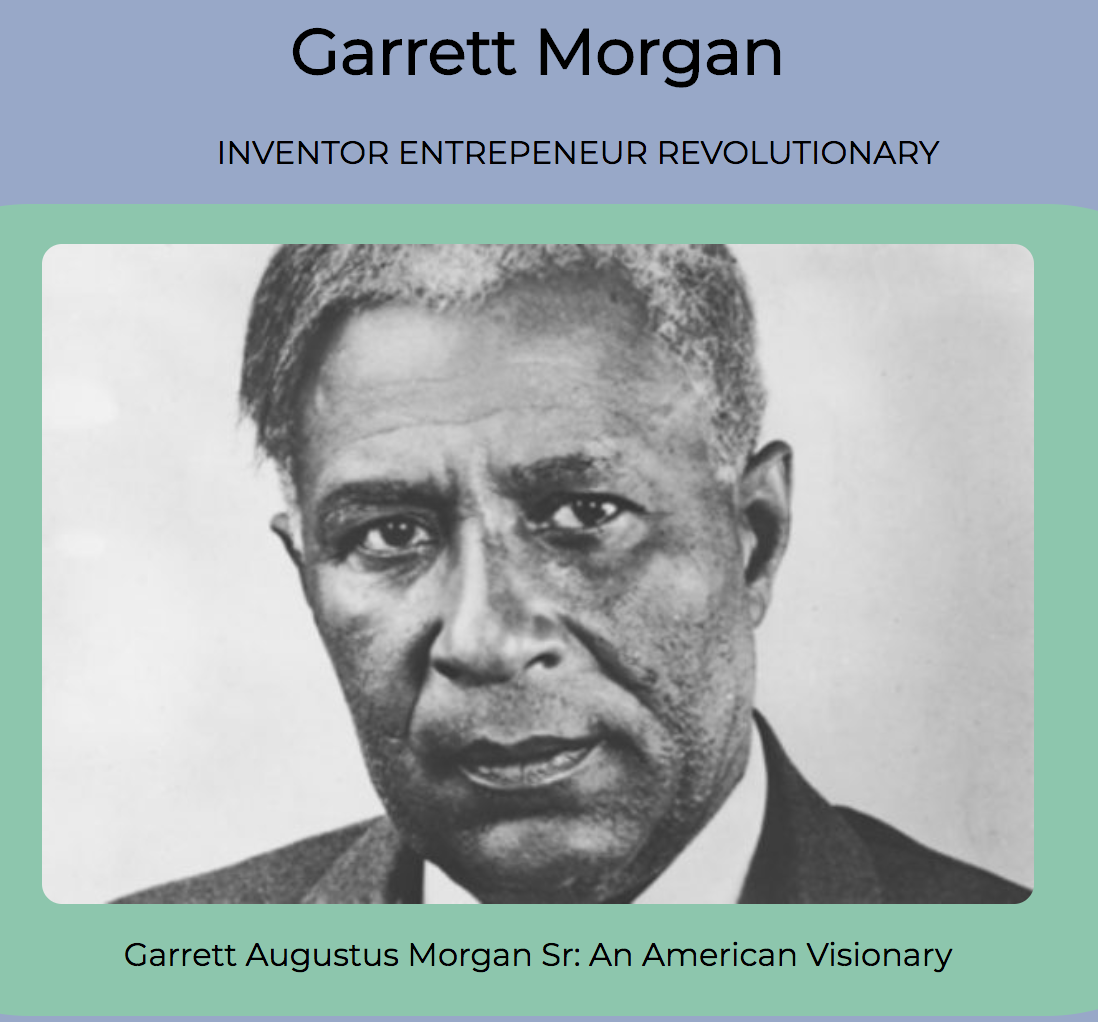 Garrett Morgan
INVENTOR ENTREPENEUR REVOLUTIONARY
Garrett Augustus Morgan Sr: An American Visionary